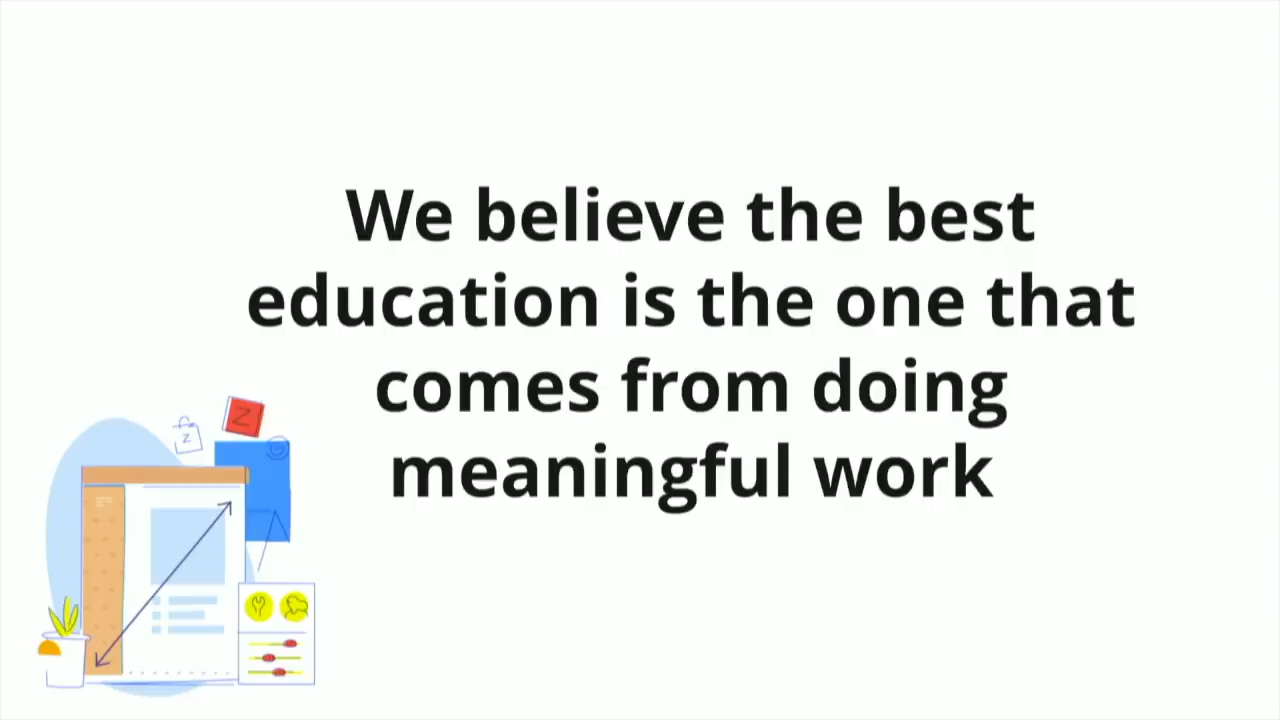 We believe the best
education is the one that
comes from doing
meaningful work
Z
Z